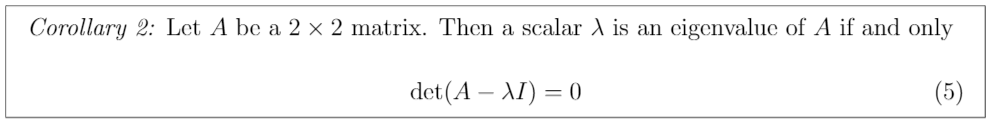 Corollary 2: Let A be a 2 × 2 matrix. Then a scalar λ is an eigenvalue of A if and only
det(A − λI) = 0 (5)